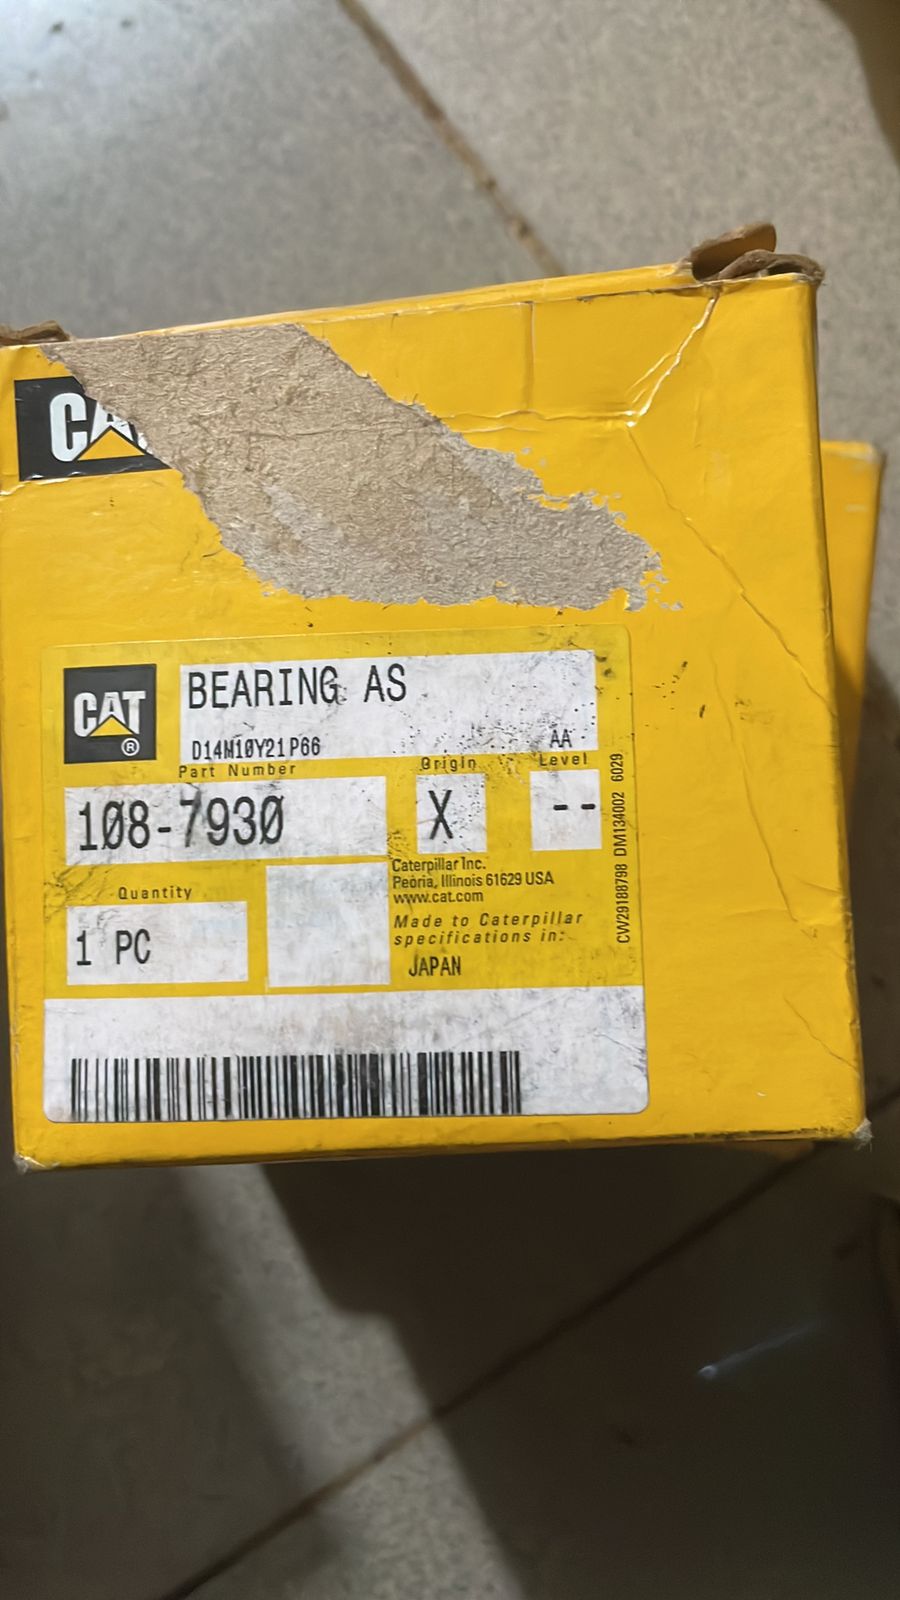 CA
CAT
®
BEARING AS
D14M10Y21P66
AA
Part Number
Origin
Level
108-7930
X
--
Quantity
1 PC
Caterpillar Inc.
Peoria, Illinois 61629 USA
www.cat.com
Made to Caterpillar
specifications in:
JAPAN
CW29188798 DM134002 6029